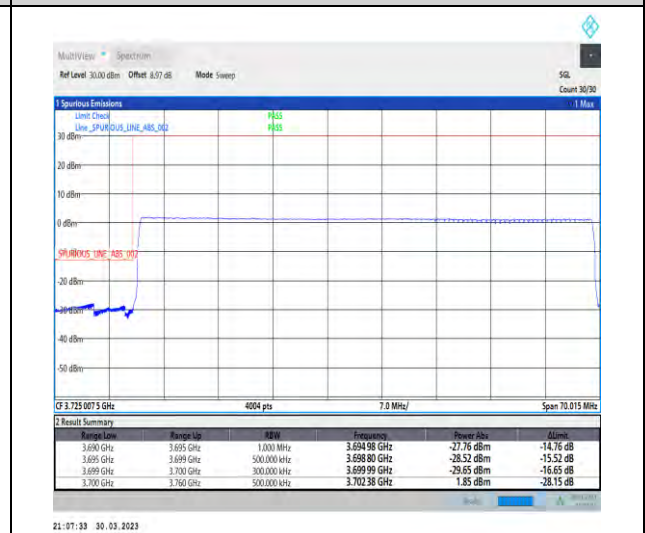 MultiView Spectrum
Ref Level 30.00 dBm Offset 8.97 dB Mode Sweep SGL
Count 30/30
1 Spurious Emissions 1 Max
Limit Check PASS
Line _SPURIOUS_LINE_ABS_002 PASS
30 dBm
20 dBm
10 dBm
0 dBm
SPURIOUS_LINE_ABS_002
-20 dBm
-30 dBm
-40 dBm
-50 dBm
CF 3.725 007 5 GHz 4004 pts 7.0 MHz/ Span 70.015 MHz
2 Result Summary
Range Low Range Up RBW Frequency Power Abs ΔLimit
3.690 GHz 3.695 GHz 1.000 MHz 3.694 98 GHz -27.76 dBm -14.76 dB
3.695 GHz 3.699 GHz 500.000 kHz 3.698 80 GHz -28.52 dBm -15.52 dB
3.699 GHz 3.700 GHz 300.000 kHz 3.699 99 GHz -29.65 dBm -16.65 dB
3.700 GHz 3.760 GHz 500.000 kHz 3.702 38 GHz 1.85 dBm -28.15 dB
21:07:33 30.03.2023